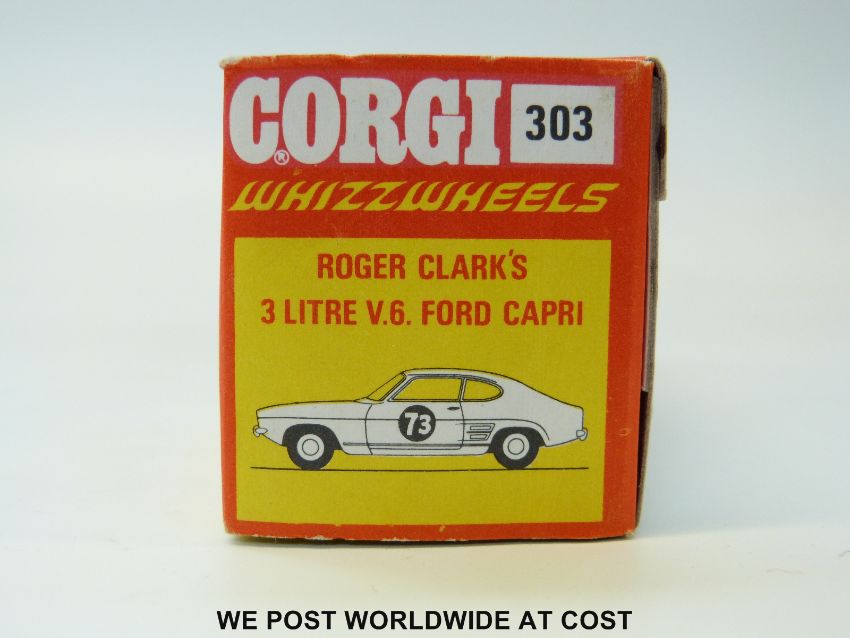 CORGI® 303
WHIZZWHEELS
ROGER CLARK'S
3 LITRE V.6. FORD CAPRI
73
WE POST WORLDWIDE AT COST